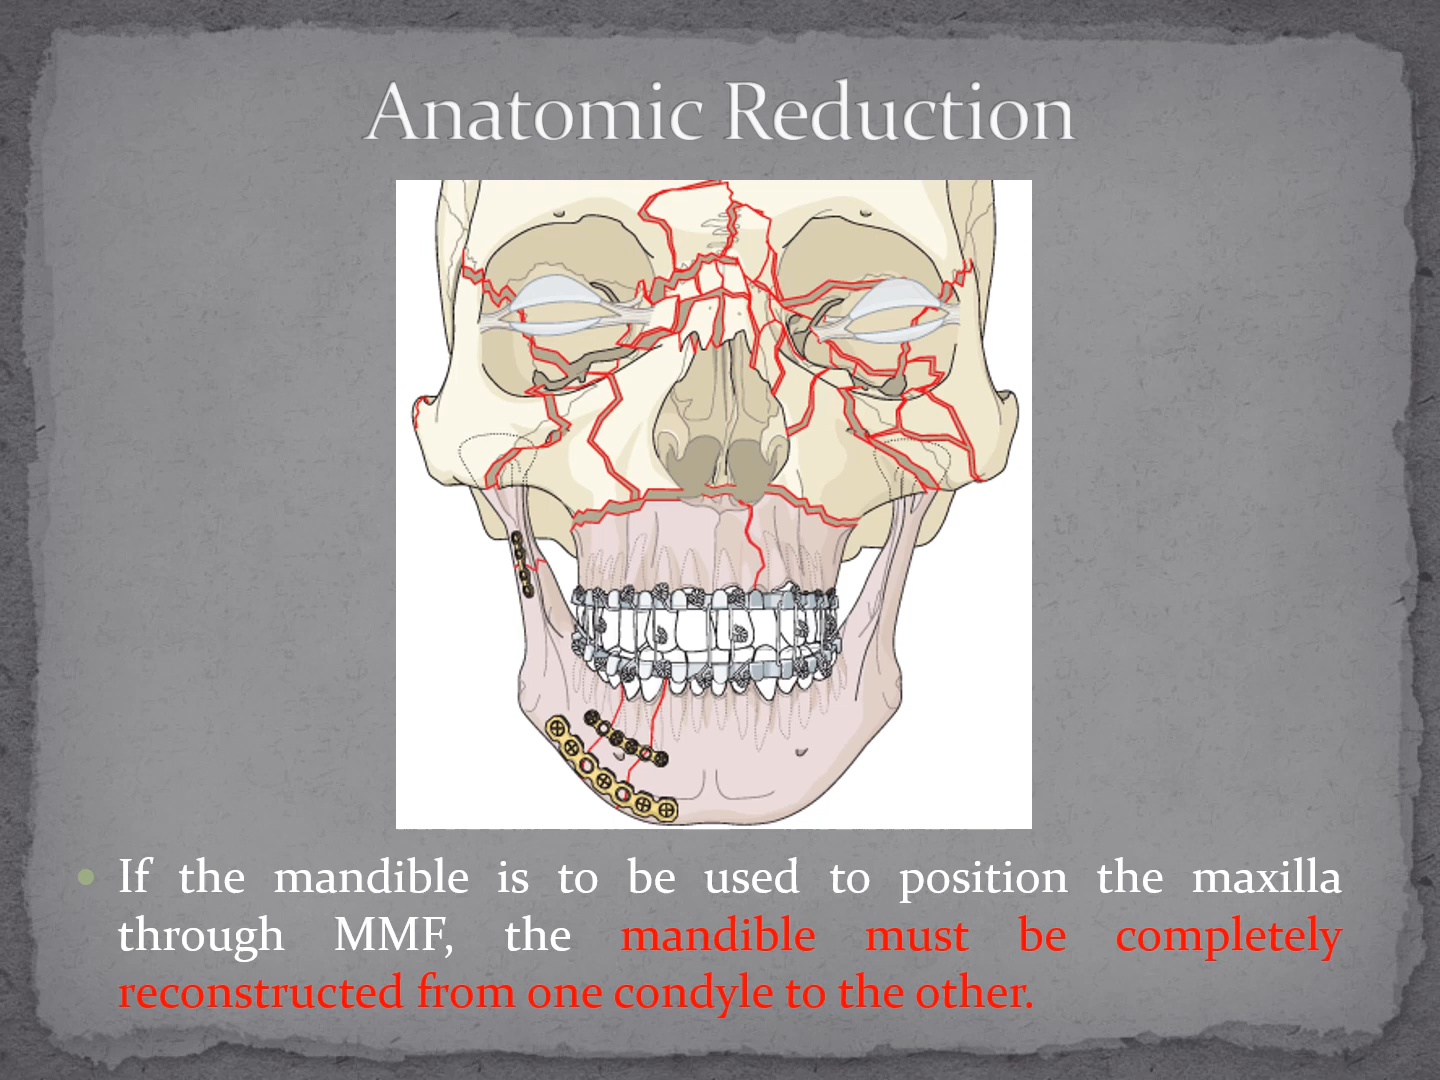 Anatomic Reduction
If the mandible is to be used to position the maxilla
through MMF, the mandible must be completely
reconstructed from one condyle to the other.